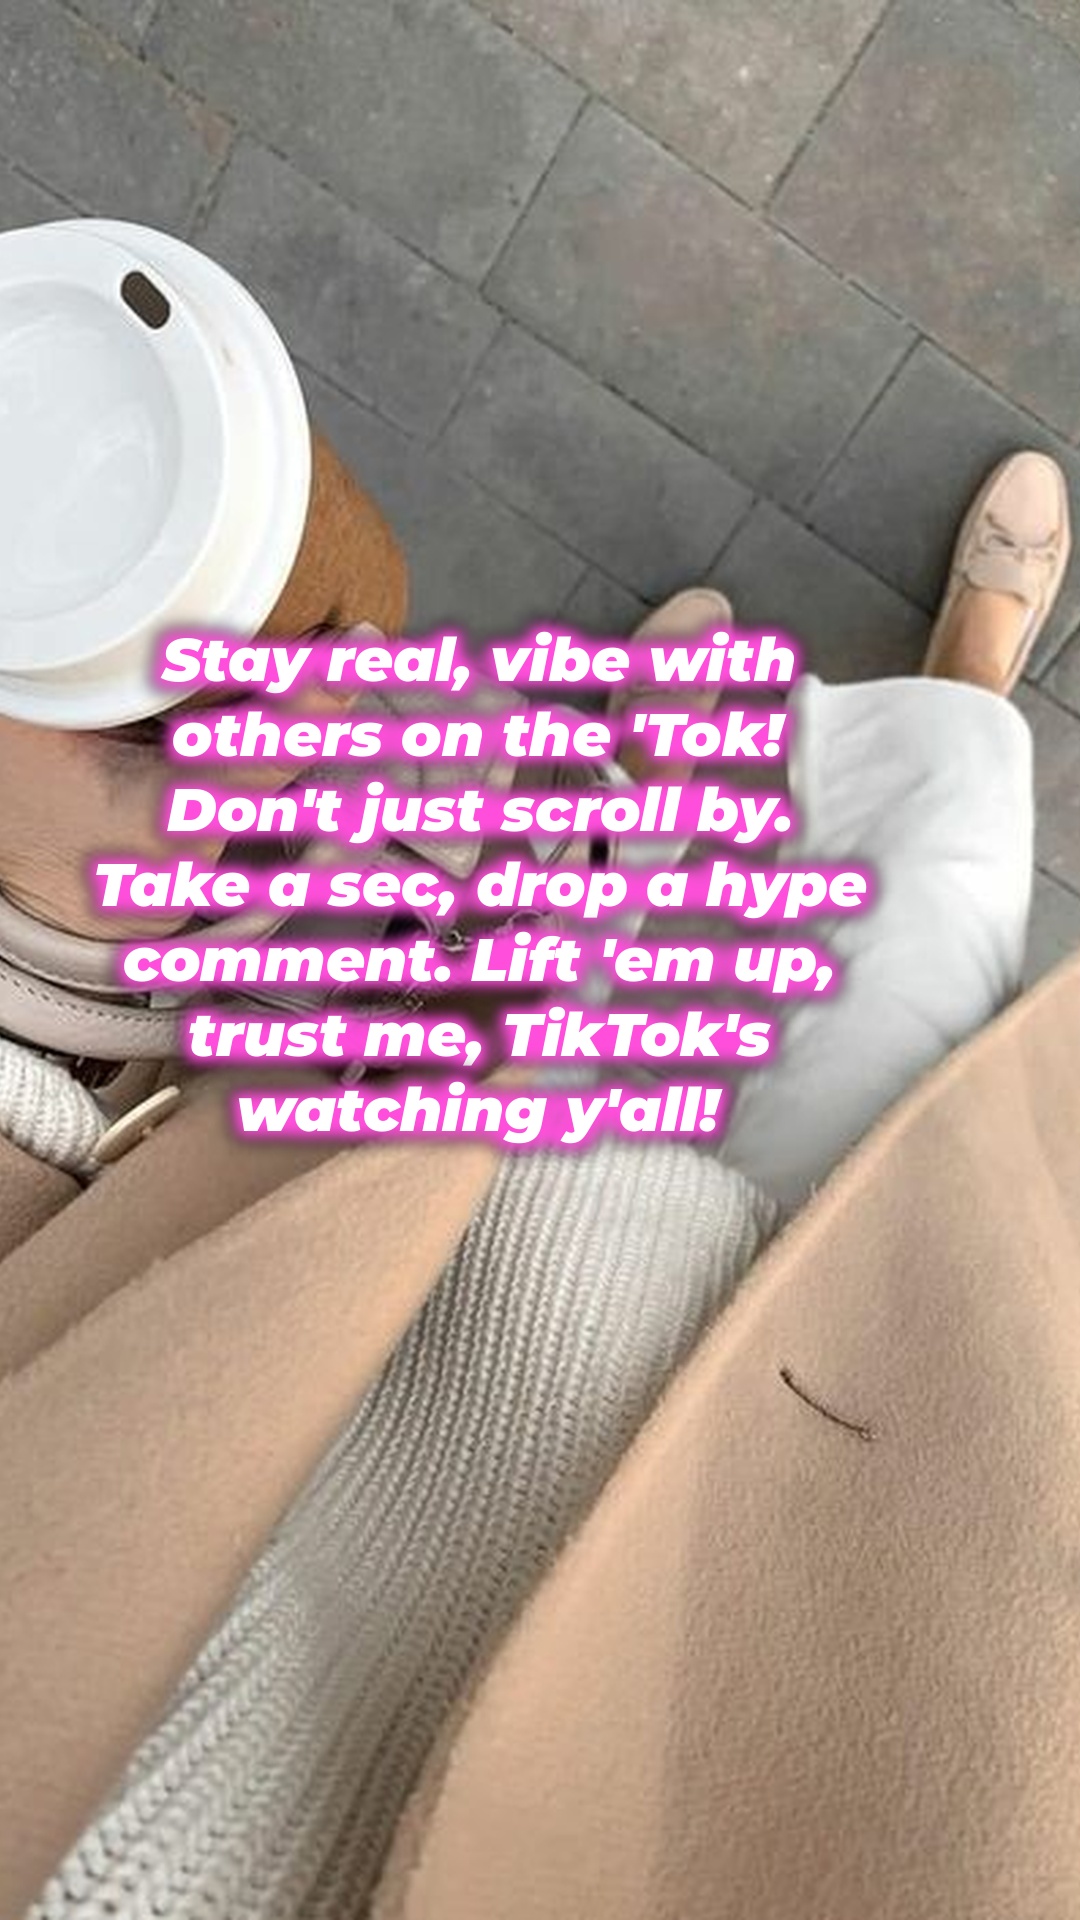 Stay real, vibe with
others on the 'Tok!
Don't just scroll by.
Take a sec, drop a hype
comment. Lift 'em up,
trust me, TikTok's
watching y'all!